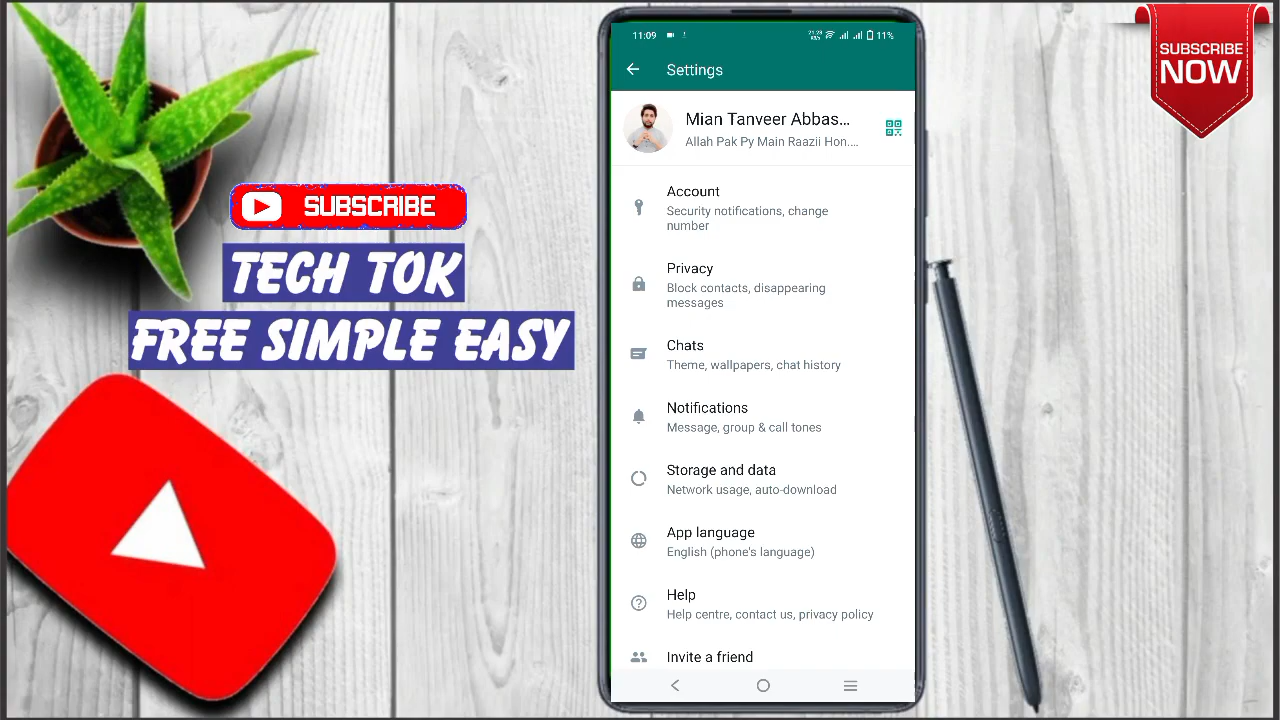 SUBSCRIBE
NOW
SUBSCRIBE
TECH TOK
FREE SIMPLE EASY
11:09
11%
Settings
Mian Tanveer Abbas...
Allah Pak Py Main Raazii Hon....
Account
Security notifications, change
number
Privacy
Block contacts, disappearing
messages
Chats
Theme, wallpapers, chat history
Notifications
Message, group & call tones
Storage and data
Network usage, auto-download
App language
English (phone's language)
Help
Help centre, contact us, privacy policy
Invite a friend